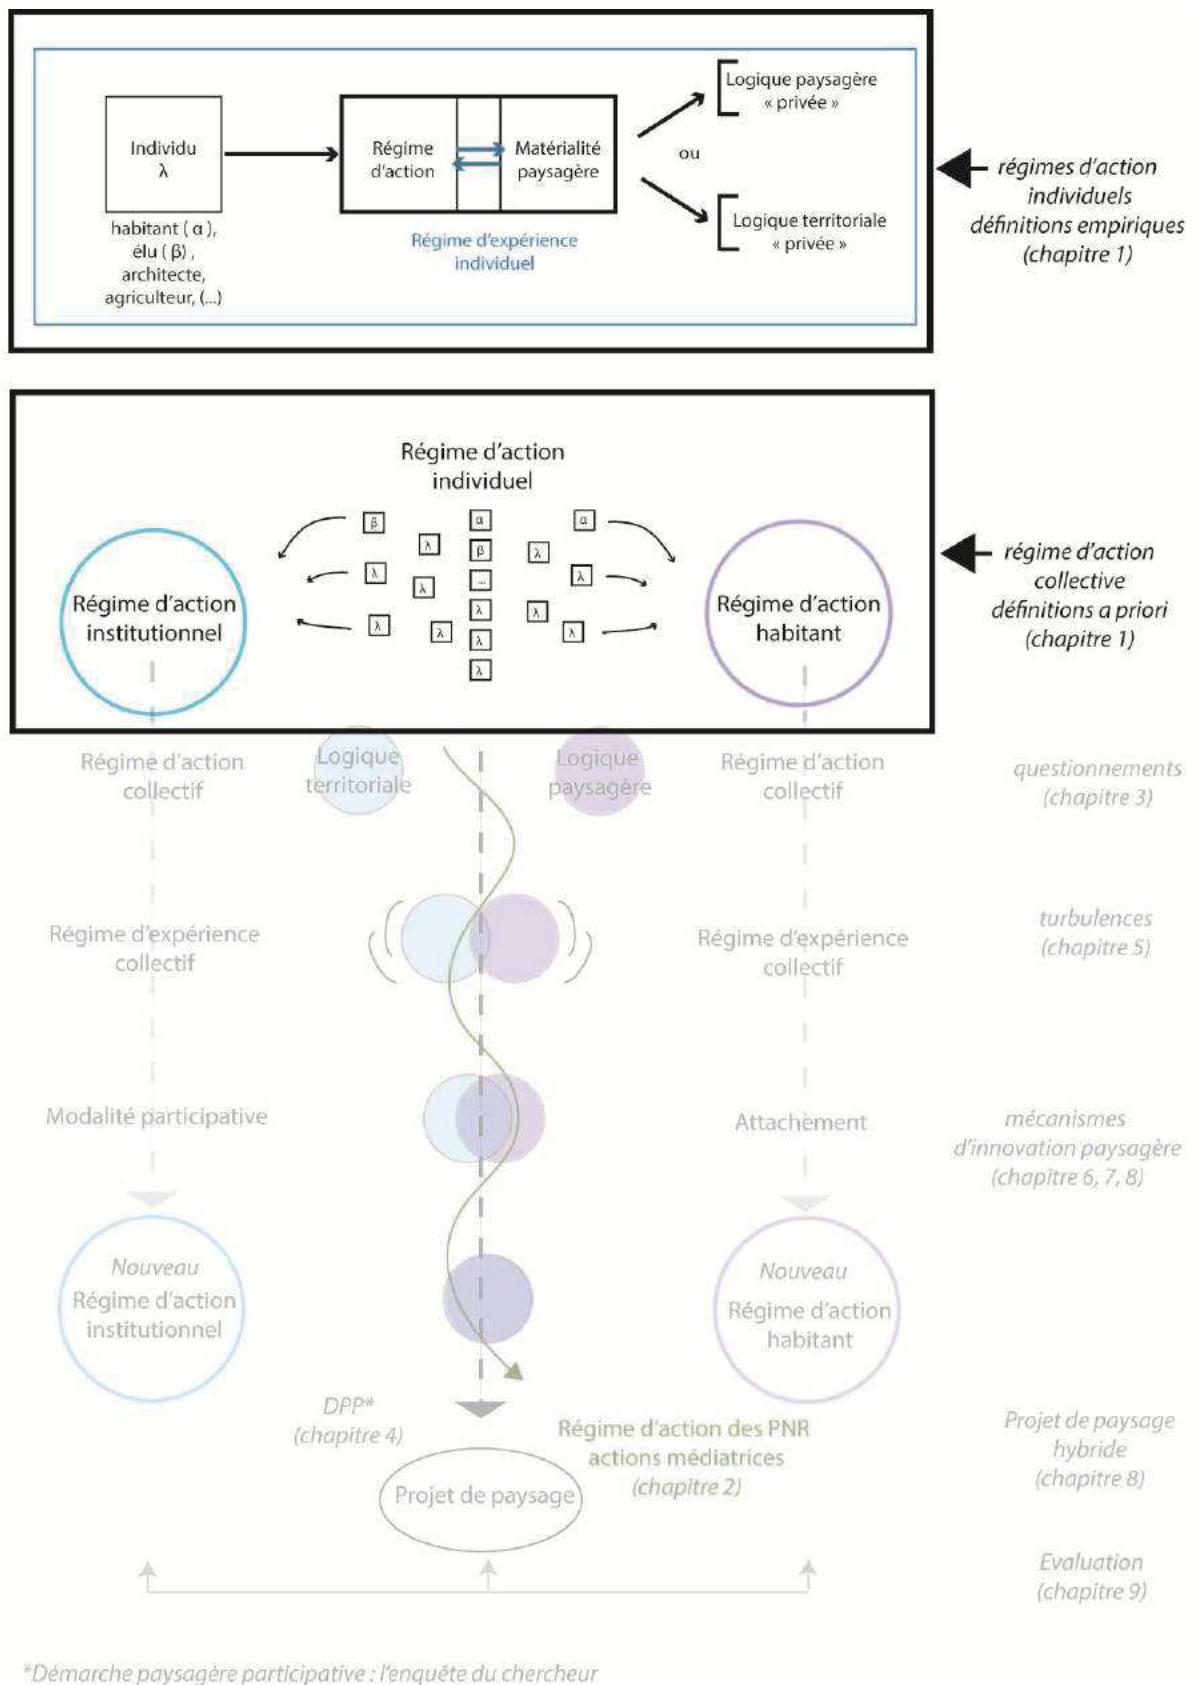 Individu
λ
habitant ( α ),
élu ( β ) ,
architecte,
agriculteur, (...)
Régime
d'action
Matérialité
paysagère
Régime d'expérience
individuel
Logique paysagère
« privée »
ou
Logique territoriale
« privée »
régimes d'action
individuels
définitions empiriques
(chapitre 1)
Régime d'action
individuel
β
α
α
λ
β
λ
λ
λ
...
λ
λ
λ
λ
λ
λ
λ
λ
λ
Régime d'action
institutionnel
Régime d'action
habitant
régime d'action
collective
définitions a priori
(chapitre 1)
Régime d'action
collectif
Logique
territoriale
Logique
paysagère
Régime d'action
collectif
questionnements
(chapitre 3)
Régime d'expérience
collectif
Régime d'expérience
collectif
turbulences
(chapitre 5)
Modalité participative
Attachement
mécanismes
d'innovation paysagère
(chapitre 6, 7, 8)
Nouveau
Régime d'action
institutionnel
Nouveau
Régime d'action
habitant
DPP*
(chapitre 4)
Régime d'action des PNR
actions médiatrices
(chapitre 2)
Projet de paysage
Projet de paysage
hybride
(chapitre 8)
Evaluation
(chapitre 9)
*Démarche paysagère participative : l'enquête du chercheur